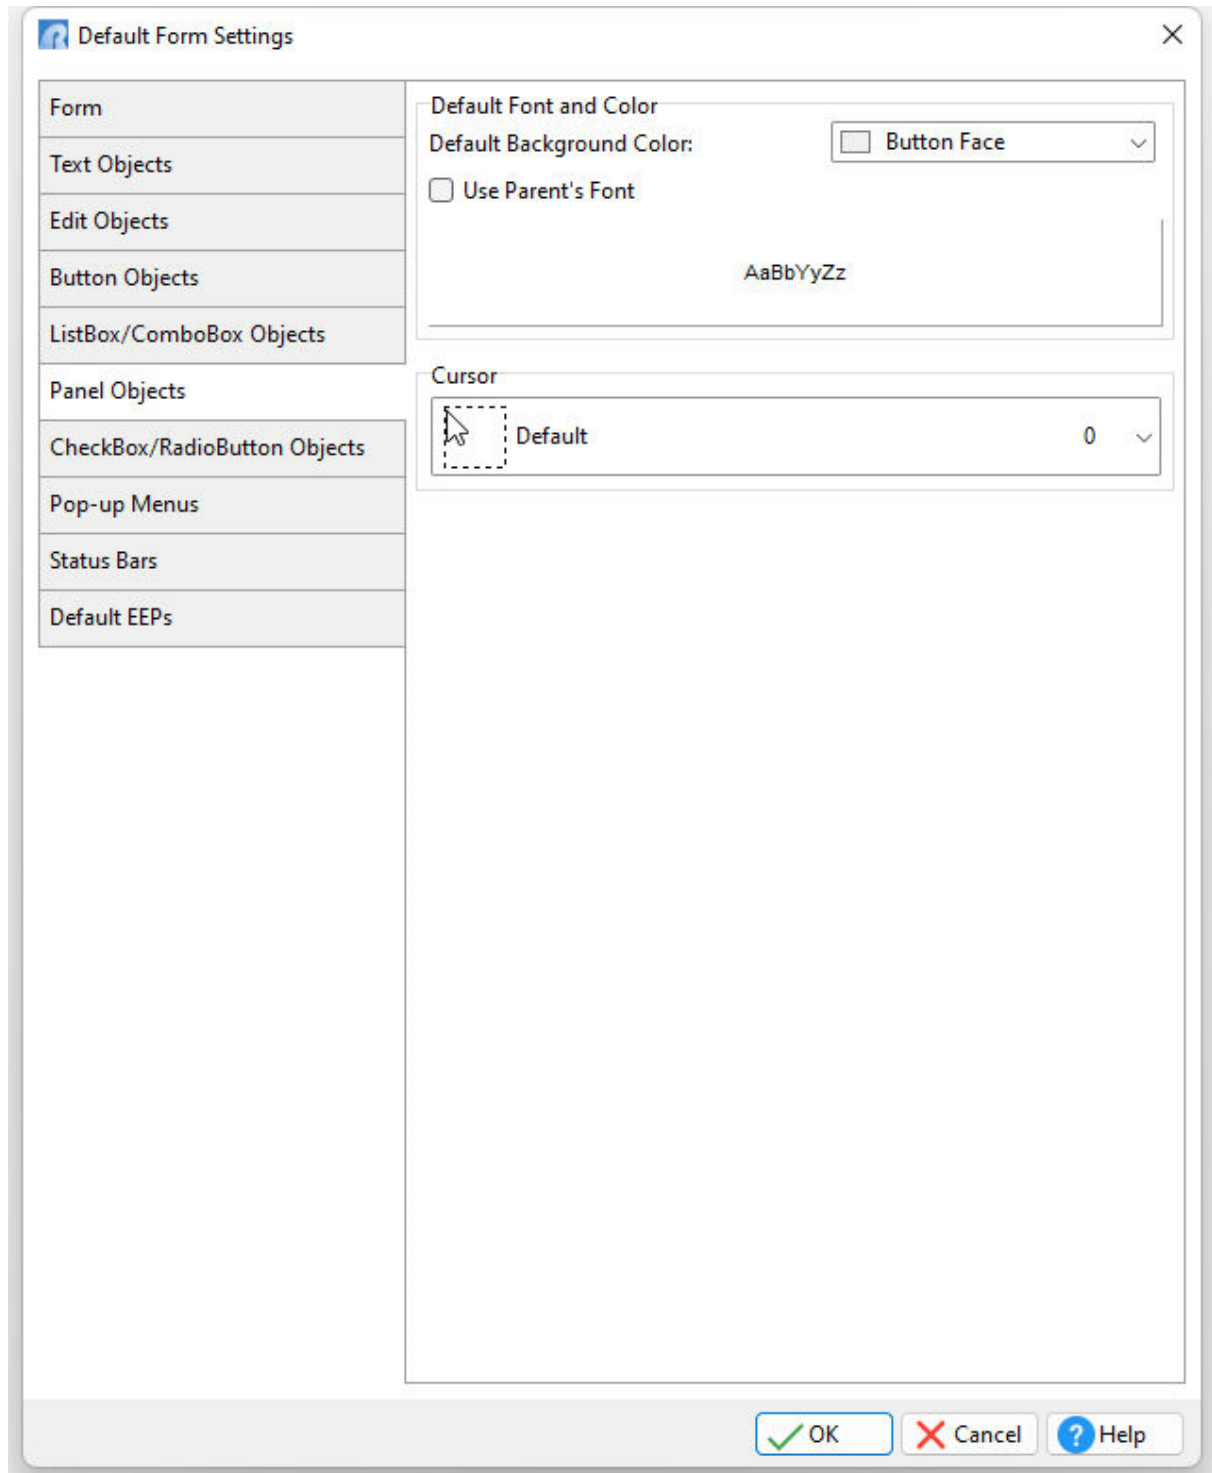 Default Form Settings
Form
Text Objects
Edit Objects
Button Objects
ListBox/ComboBox Objects
Panel Objects
CheckBox/RadioButton Objects
Pop-up Menus
Status Bars
Default EEPs
Default Font and Color
Default Background Color: Button Face
Use Parent's Font
AaBbYyZz
Cursor
Default 0
OK Cancel ? Help